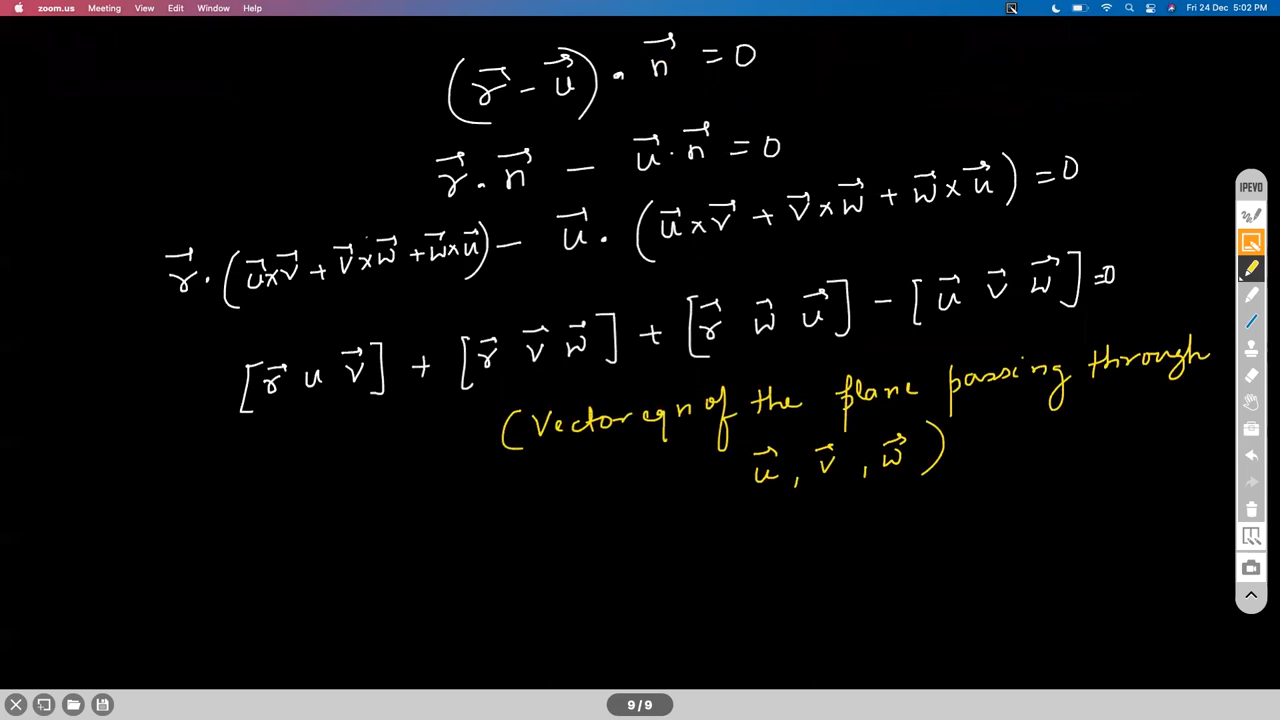 zoom.us Meeting View Edit Window Help Fri 24 Dec 5:02 PM
(r⃗ - u⃗) · n⃗ = 0
r⃗ · n⃗ - u⃗ · n⃗ = 0
r⃗ · (u⃗ × v⃗ + v⃗ × w⃗ + w⃗ × u⃗) - u⃗ · (u⃗ × v⃗ + v⃗ × w⃗ + w⃗ × u⃗) = 0
[r⃗ u v⃗] + [r⃗ v⃗ w⃗] + [r⃗ w⃗ u⃗] - [u⃗ v⃗ w⃗] = 0
(Vector eqn of the plane passing through
u⃗, v⃗, w⃗)
IPEVO
9/9